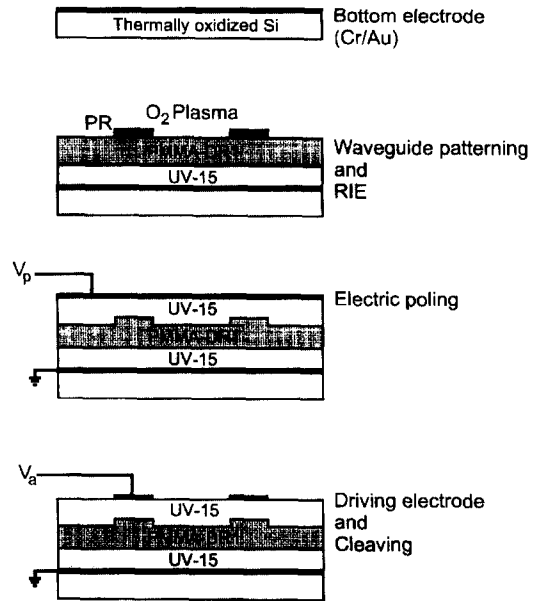 Thermally oxidized Si
Bottom electrode
(Cr/Au)
O2 Plasma
PR
Waveguide patterning
and
RIE
UV-15
Vp
Electric poling
UV-15
UV-15
Va
Driving electrode
and
Cleaving
UV-15
UV-15